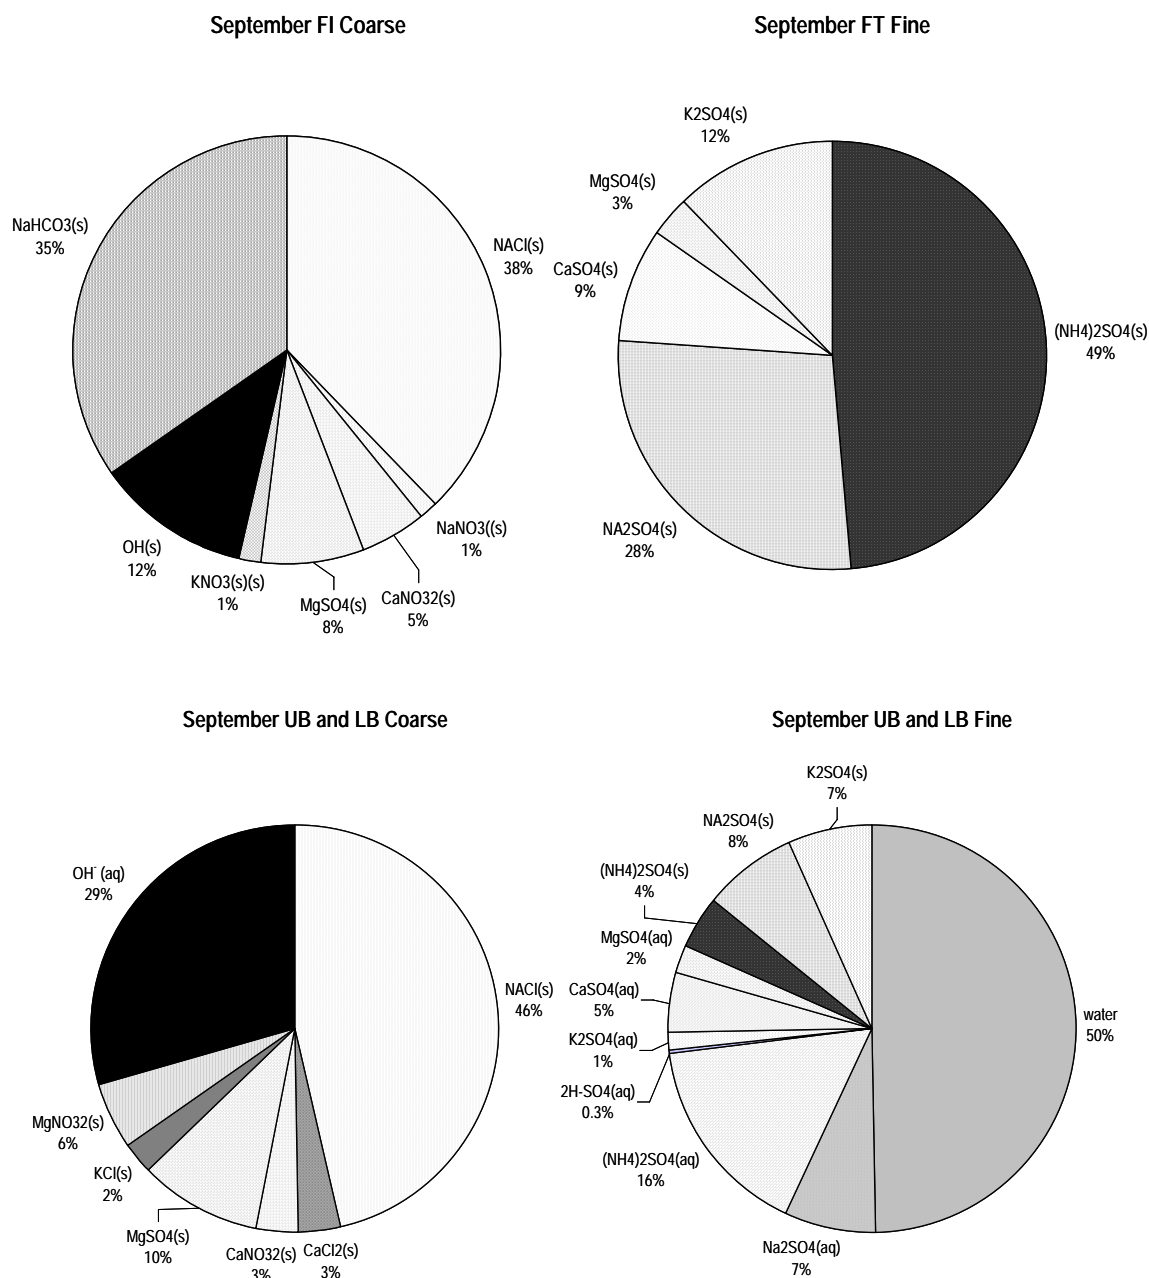 September FI Coarse
NaHCO3(s)
35%
NACl(s)
38%
NaNO3((s)
1%
CaNO32(s)
5%
MgSO4(s)
8%
KNO3(s)(s)
1%
OH(s)
12%
September FT Fine
K2SO4(s)
12%
MgSO4(s)
3%
CaSO4(s)
9%
NA2SO4(s)
28%
(NH4)2SO4(s)
49%
September UB and LB Coarse
OH- (aq)
29%
NACl(s)
46%
MgNO32(s)
6%
KCl(s)
2%
MgSO4(s)
10%
CaNO32(s)
3%
CaCl2(s)
3%
September UB and LB Fine
K2SO4(s)
7%
NA2SO4(s)
8%
(NH4)2SO4(s)
4%
MgSO4(aq)
2%
CaSO4(aq)
5%
K2SO4(aq)
1%
2H-SO4(aq)
0.3%
(NH4)2SO4(aq)
16%
Na2SO4(aq)
7%
water
50%